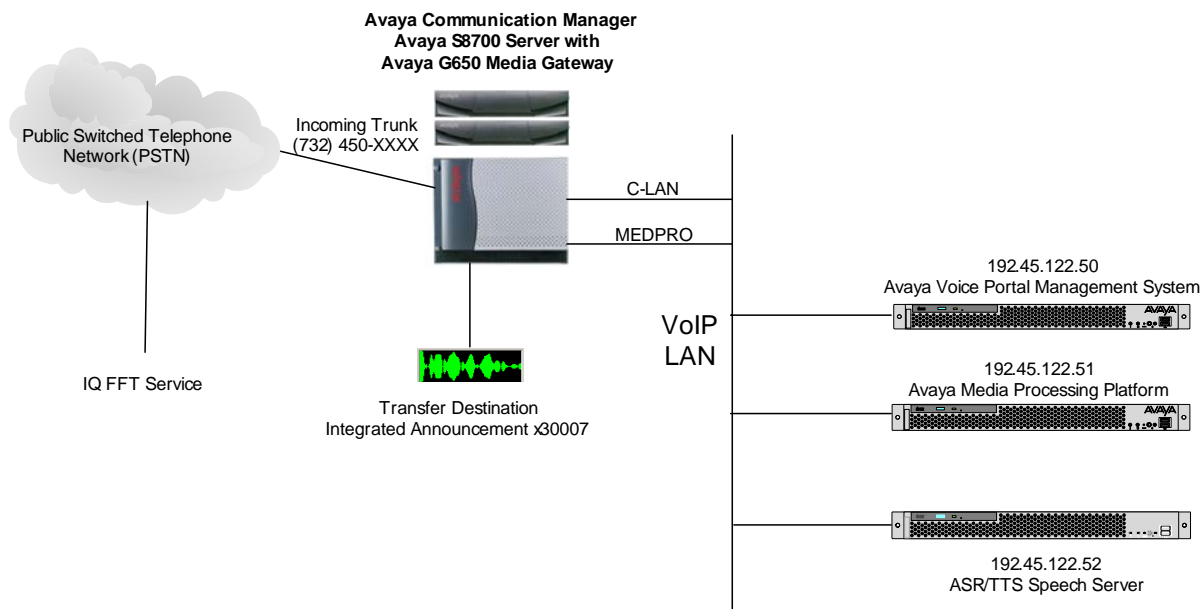 Avaya Communication Manager
Avaya S8700 Server with
Avaya G650 Media Gateway
Public Switched Telephone
Network (PSTN)
Incoming Trunk
(732) 450-XXXX
C-LAN
MEDPRO
IQ FFT Service
Transfer Destination
Integrated Announcement x30007
VoIP
LAN
192.45.122.50
Avaya Voice Portal Management System
AVAYA
192.45.122.51
Avaya Media Processing Platform
AVAYA
192.45.122.52
ASR/TTS Speech Server